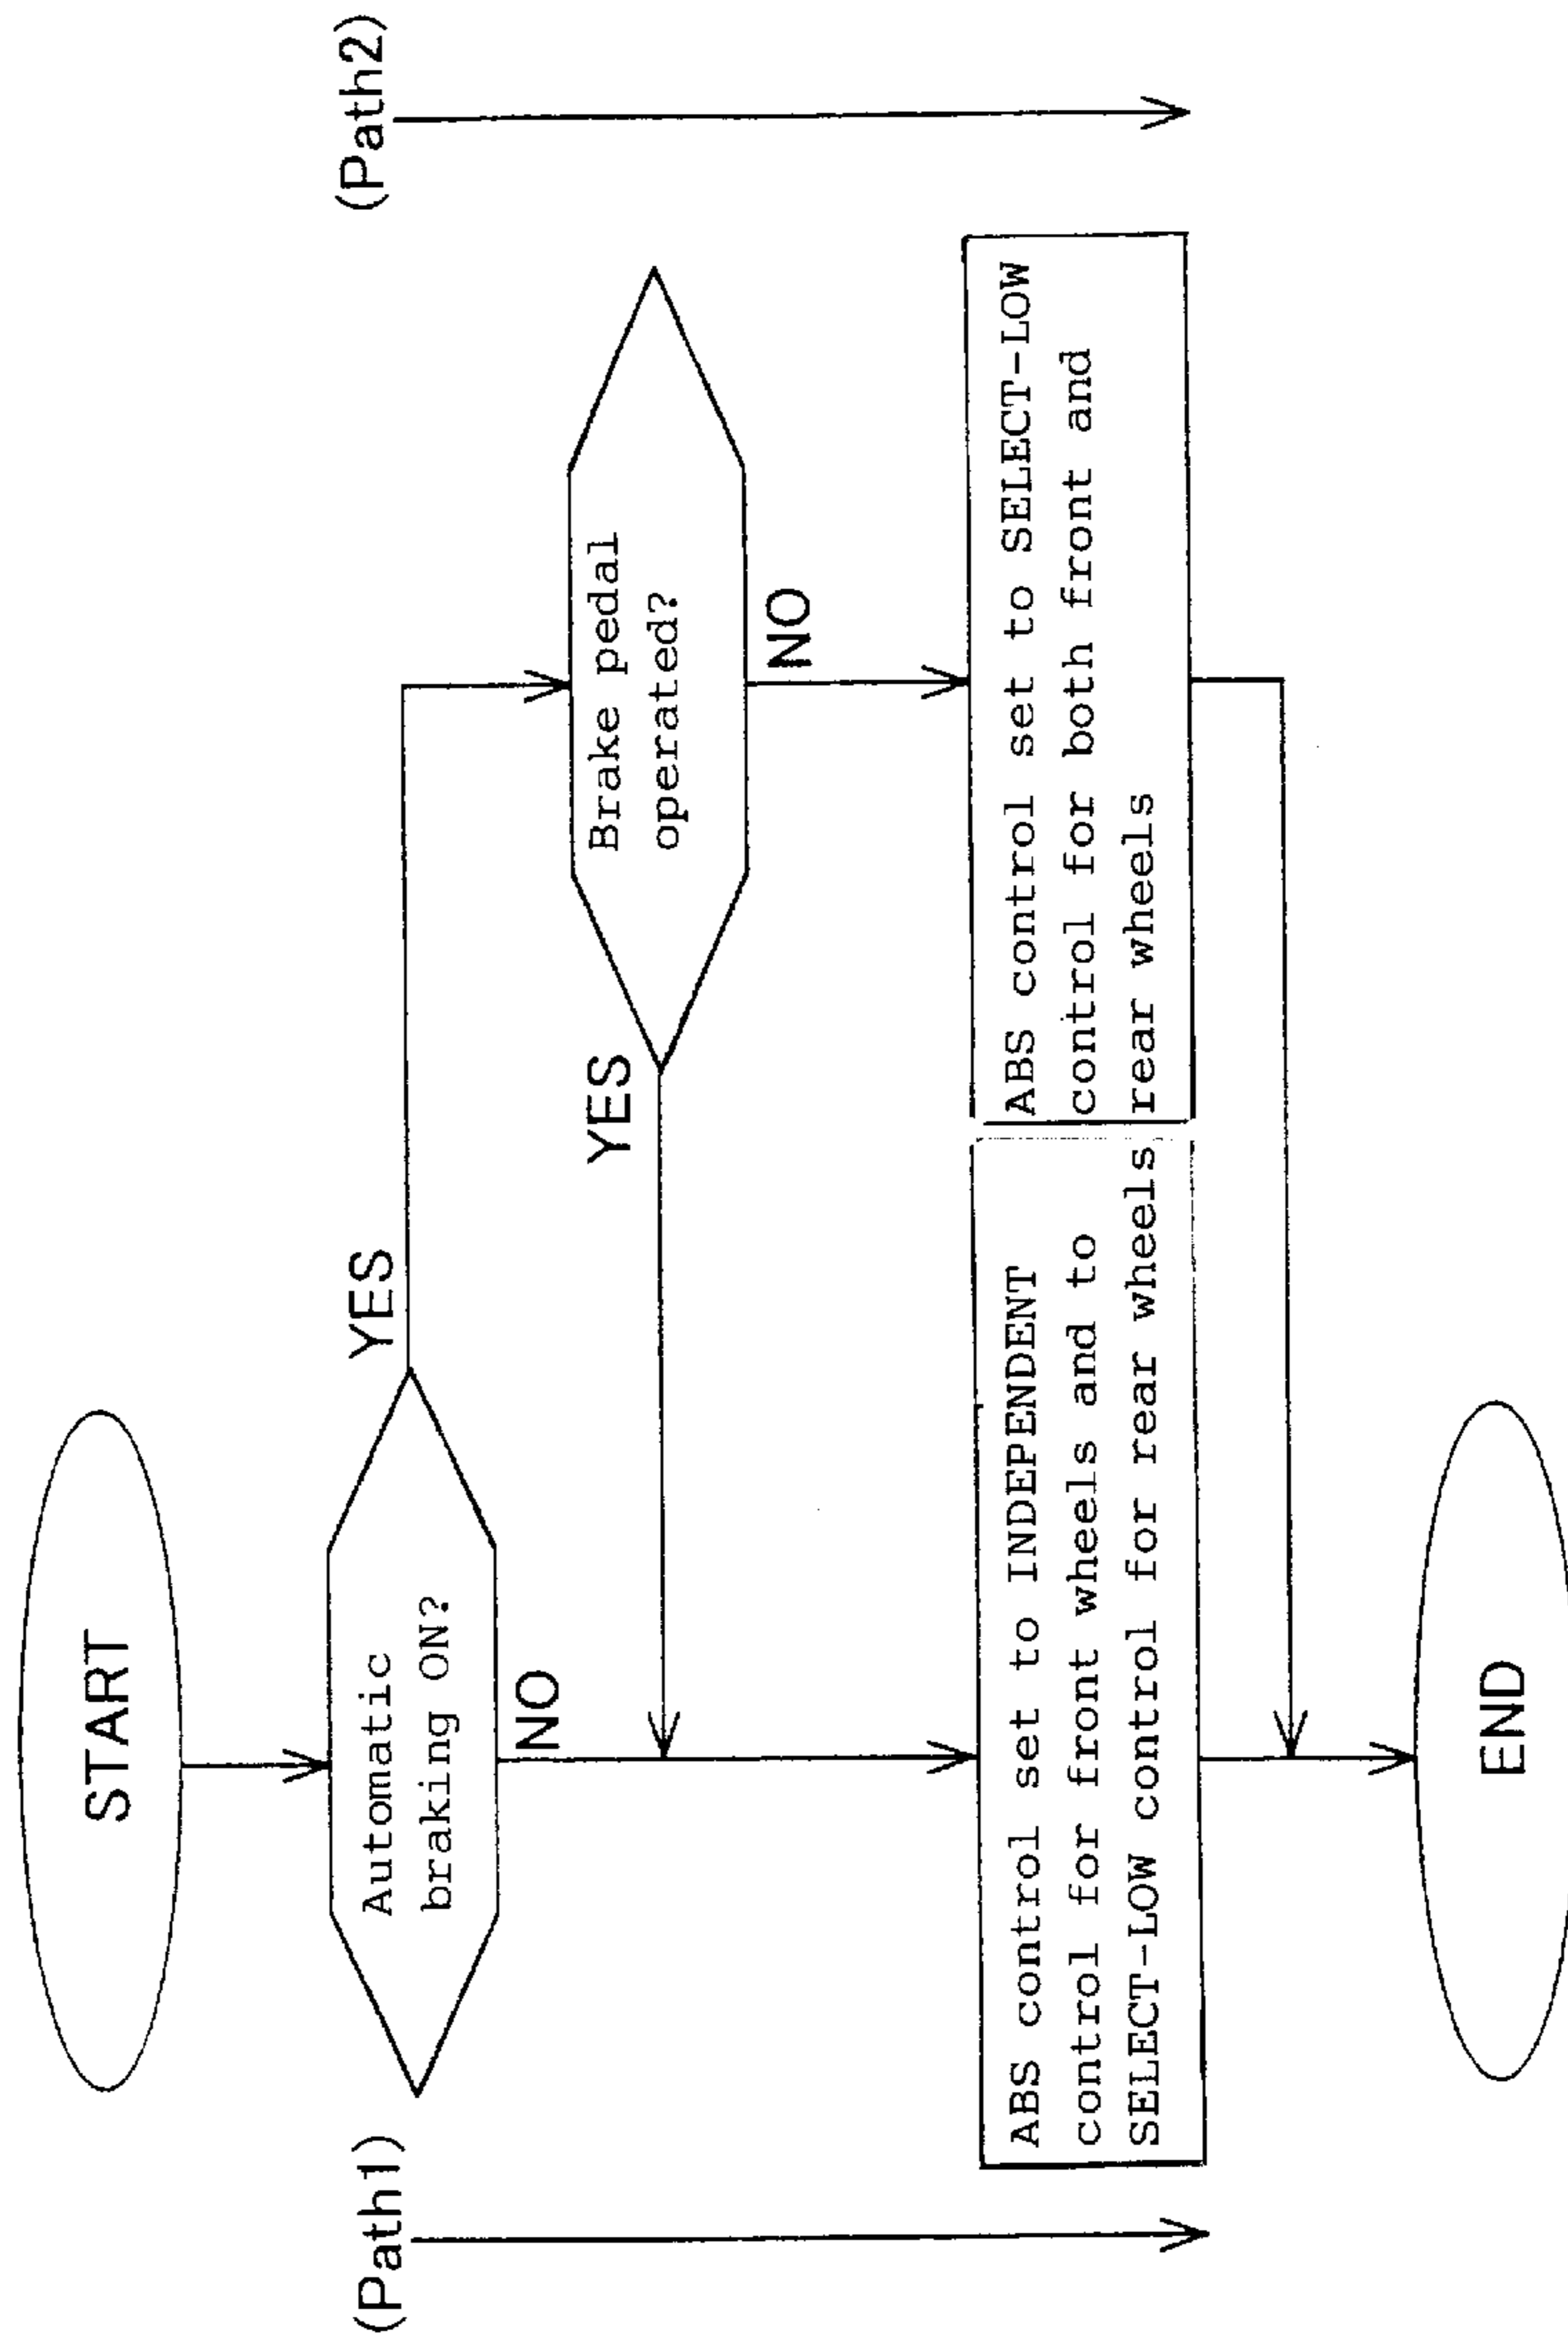 START
(Path1)
Automatic
braking ON?
YES
(Path2)
NO
Brake pedal
operated?
YES
NO
ABS control set to INDEPENDENT
control for front wheels and to
SELECT-LOW control for rear wheels
ABS control set to SELECT-LOW
control for both front and
rear wheels
END